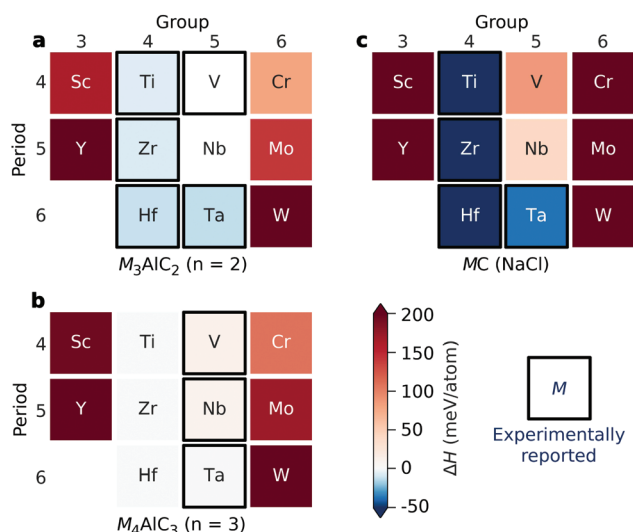 Group
a 3 4 5 6
4 Sc Ti V Cr
Period
5 Y Zr Nb Mo
6 Hf Ta W
M₃AlC₂ (n = 2)
Group
c 3 4 5 6
Sc Ti V Cr
Y Zr Nb Mo
Hf Ta W
MC (NaCl)
b
4 Sc Ti V Cr
Period
5 Y Zr Nb Mo
6 Hf Ta W
M₄AlC₃ (n = 3)
200
150
100
50
0
-50
ΔH (meV/atom)
M
Experimentally
reported